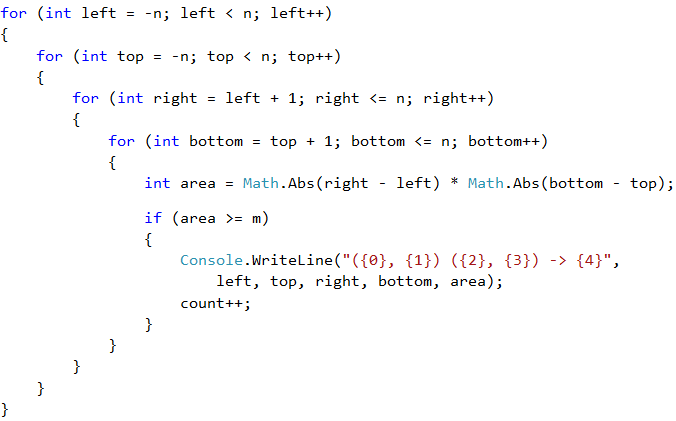 for (int left = -n; left < n; left++)
{
    for (int top = -n; top < n; top++)
    {
        for (int right = left + 1; right <= n; right++)
        {
            for (int bottom = top + 1; bottom <= n; bottom++)
            {
                int area = Math.Abs(right - left) * Math.Abs(bottom - top);
                if (area >= m)
                {
                    Console.WriteLine("({0}, {1}) ({2}, {3}) -> {4}",
                        left, top, right, bottom, area);
                    count++;
                }
            }
        }
    }
}